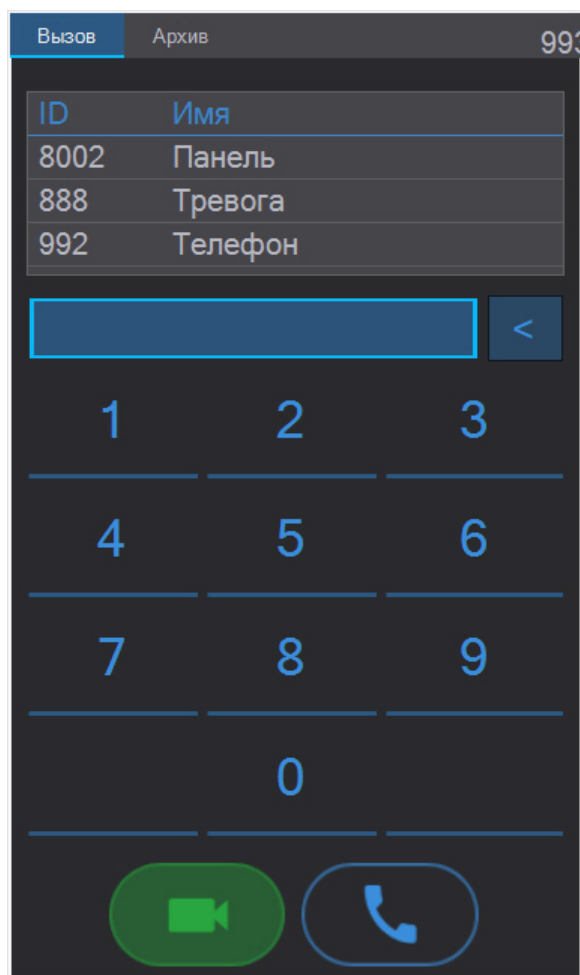 Вызов Архив 993
ID Имя
8002 Панель
888 Тревога
992 Телефон
<
1 2 3
4 5 6
7 8 9
0